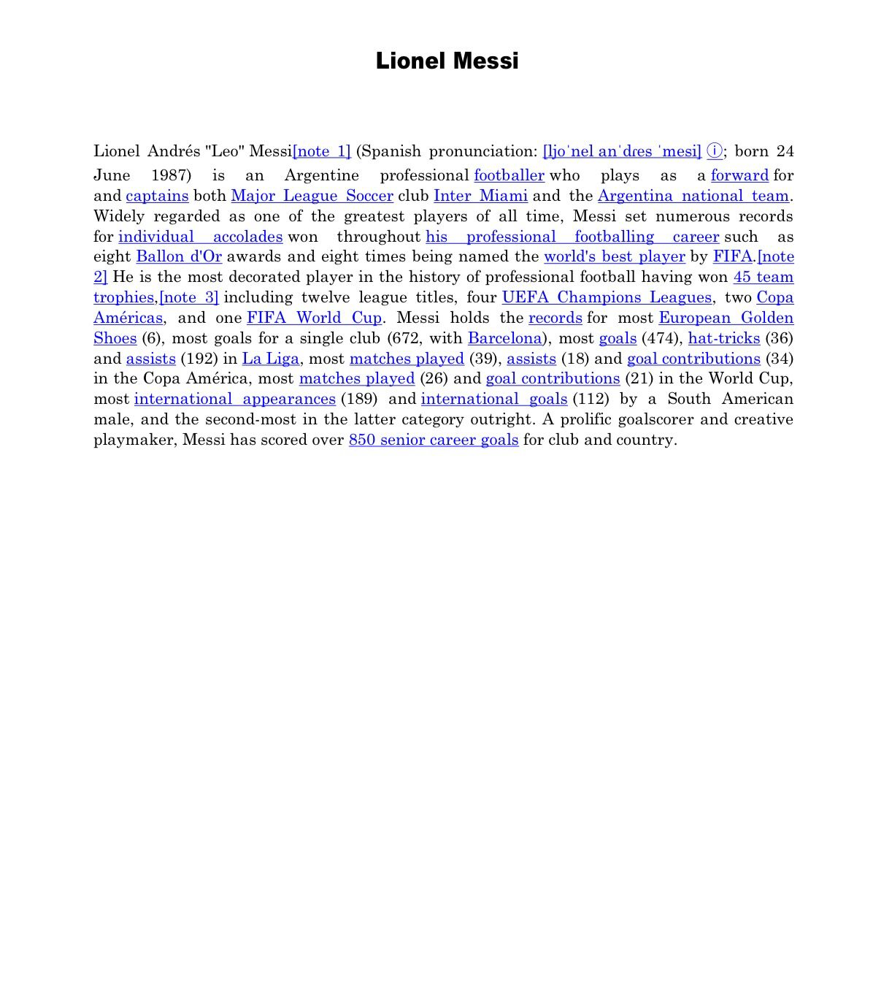 Lionel Messi
Lionel Andrés "Leo" Messi[note 1] (Spanish pronunciation: [ljoˈnel anˈdɾes ˈmesi] ⓘ; born 24
June 1987) is an Argentine professional footballer who plays as a forward for
and captains both Major League Soccer club Inter Miami and the Argentina national team.
Widely regarded as one of the greatest players of all time, Messi set numerous records
for individual accolades won throughout his professional footballing career such as
eight Ballon d'Or awards and eight times being named the world's best player by FIFA.[note
2] He is the most decorated player in the history of professional football having won 45 team
trophies,[note 3] including twelve league titles, four UEFA Champions Leagues, two Copa
Américas, and one FIFA World Cup. Messi holds the records for most European Golden
Shoes (6), most goals for a single club (672, with Barcelona), most goals (474), hat-tricks (36)
and assists (192) in La Liga, most matches played (39), assists (18) and goal contributions (34)
in the Copa América, most matches played (26) and goal contributions (21) in the World Cup,
most international appearances (189) and international goals (112) by a South American
male, and the second-most in the latter category outright. A prolific goalscorer and creative
playmaker, Messi has scored over 850 senior career goals for club and country.